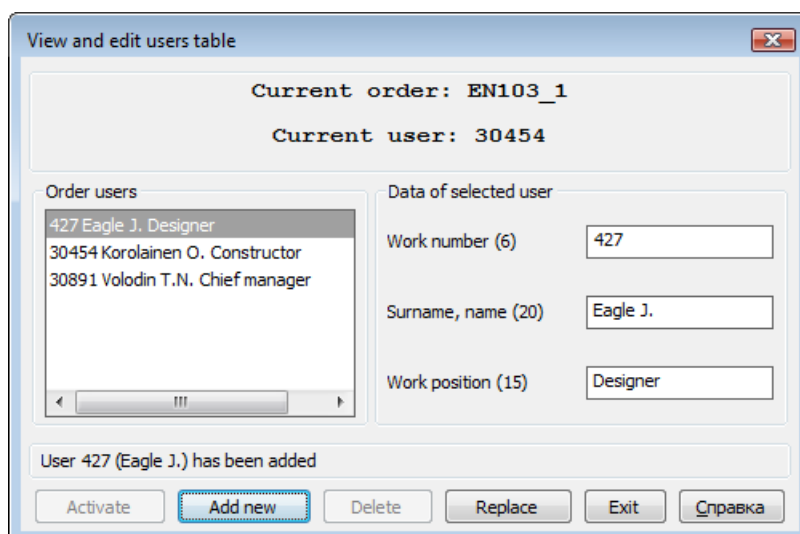 View and edit users table
Current order: EN103_1
Current user: 30454
Order users
427 Eagle J. Designer
30454 Korolainen O. Constructor
30891 Volodin T.N. Chief manager
Data of selected user
Work number (6)
427
Surname, name (20)
Eagle J.
Work position (15)
Designer
User 427 (Eagle J.) has been added
Activate
Add new
Delete
Replace
Exit
Справка